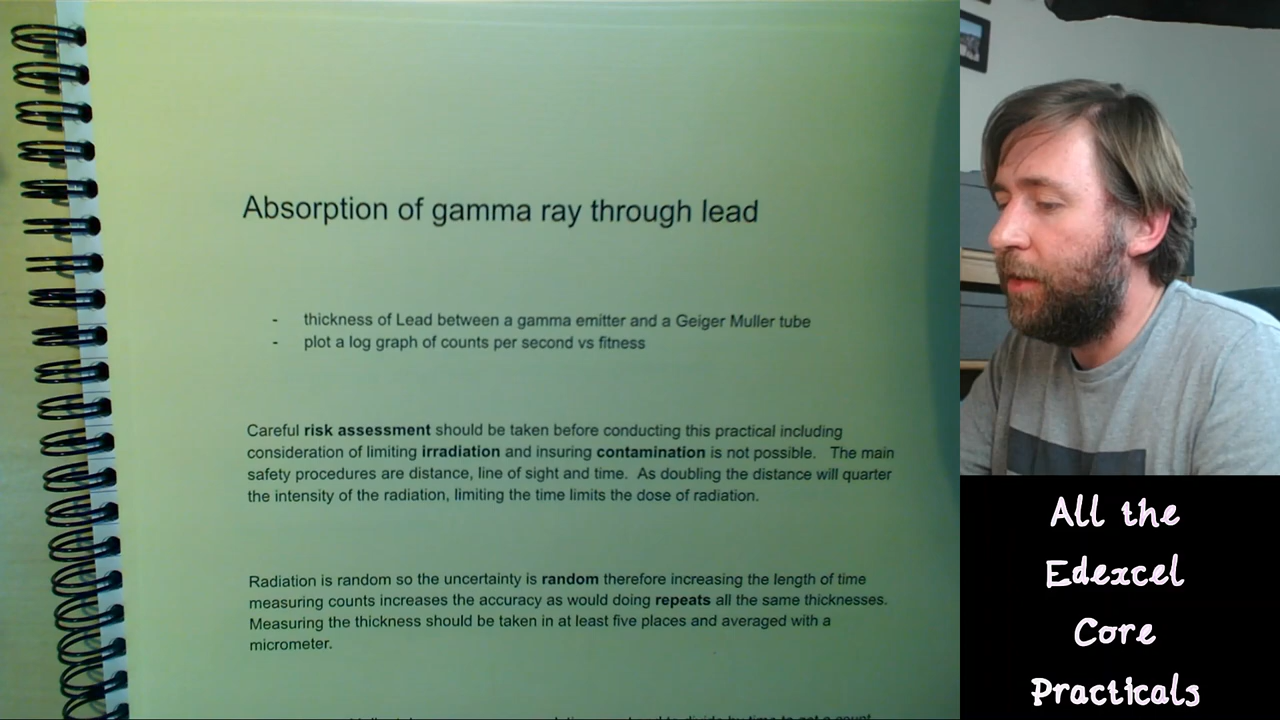 Absorption of gamma ray through lead
- thickness of Lead between a gamma emitter and a Geiger Muller tube
- plot a log graph of counts per second vs fitness
Careful risk assessment should be taken before conducting this practical including
consideration of limiting irradiation and insuring contamination is not possible. The main
safety procedures are distance, line of sight and time. As doubling the distance will quarter
the intensity of the radiation, limiting the time limits the dose of radiation.
Radiation is random so the uncertainty is random therefore increasing the length of time
measuring counts increases the accuracy as would doing repeats all the same thicknesses.
Measuring the thickness should be taken in at least five places and averaged with a
micrometer.
All the
Edexcel
Core
Practicals